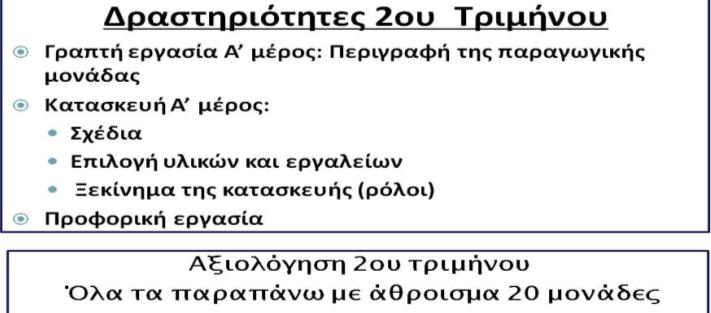 Δραστηριότητες 2ου Τριμήνου
Γραπτή εργασία Α’ μέρος: Περιγραφή της παραγωγικής
μονάδας
Κατασκευή Α’ μέρος:
Σχέδια
Επιλογή υλικών και εργαλείων
Ξεκίνημα της κατασκευής (ρόλοι)
Προφορική εργασία
Αξιολόγηση 2ου τριμήνου
Όλα τα παραπάνω με άθροισμα 20 μονάδες